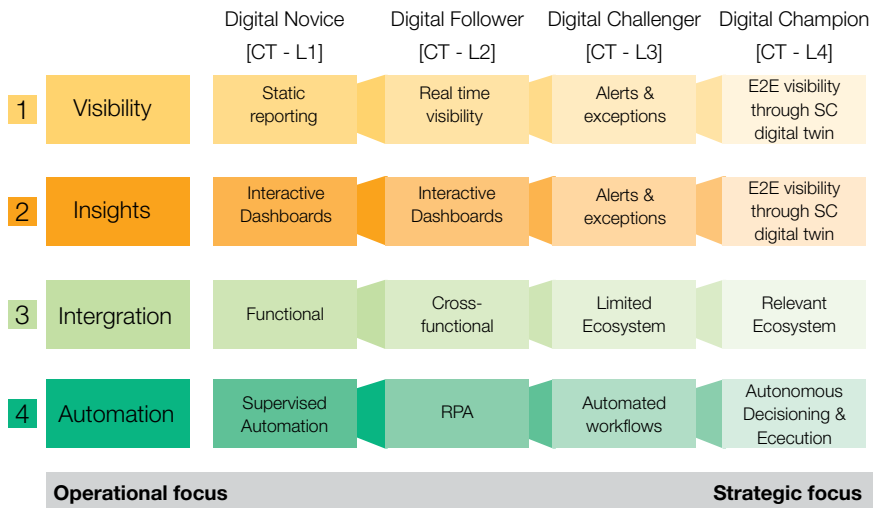 Digital Novice
[CT - L1]
Digital Follower
[CT - L2]
Digital Challenger
[CT - L3]
Digital Champion
[CT - L4]
1
Visibility
Static
reporting
Real time
visibility
Alerts &
exceptions
E2E visibility
through SC
digital twin
2
Insights
Interactive
Dashboards
Interactive
Dashboards
Alerts &
exceptions
E2E visibility
through SC
digital twin
3
Intergration
Functional
Cross-
functional
Limited
Ecosystem
Relevant
Ecosystem
4
Automation
Supervised
Automation
RPA
Automated
workflows
Autonomous
Decisioning &
Ececution
Operational focus
Strategic focus